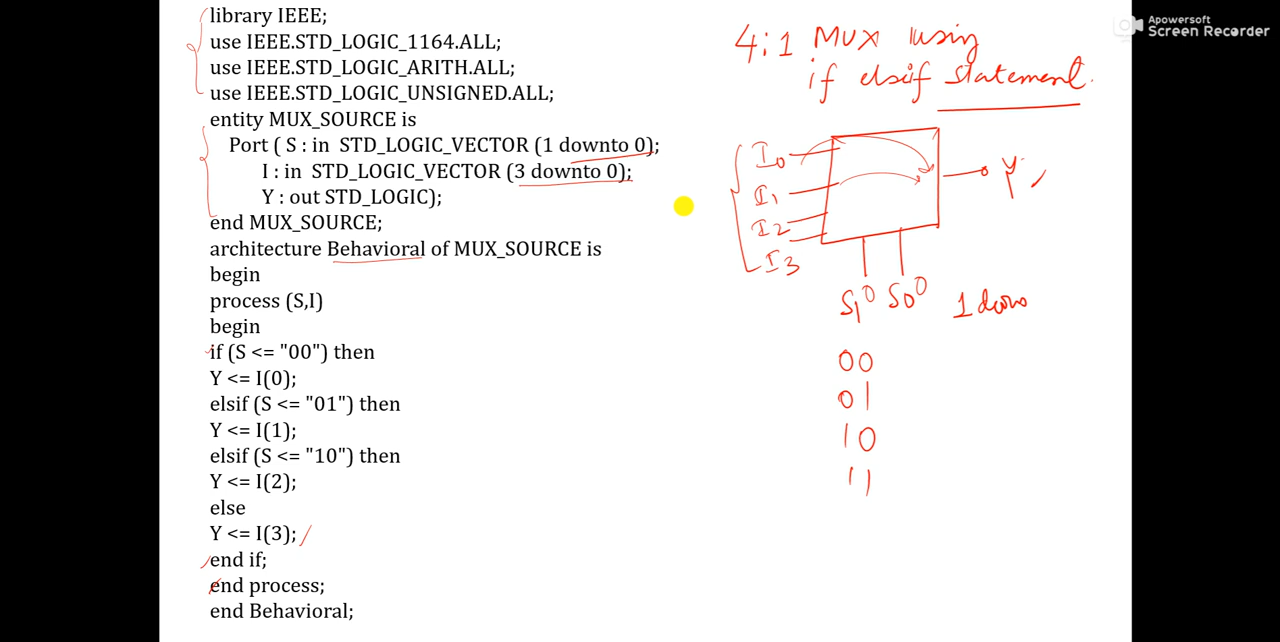 library IEEE;
use IEEE.STD_LOGIC_1164.ALL;
use IEEE.STD_LOGIC_ARITH.ALL;
use IEEE.STD_LOGIC_UNSIGNED.ALL;
entity MUX_SOURCE is
Port ( S : in STD_LOGIC_VECTOR (1 downto 0);
I : in STD_LOGIC_VECTOR (3 downto 0);
Y : out STD_LOGIC);
end MUX_SOURCE;
architecture Behavioral of MUX_SOURCE is
begin
process (S,I)
begin
if (S <= "00") then
Y <= I(0);
elsif (S <= "01") then
Y <= I(1);
elsif (S <= "10") then
Y <= I(2);
else
Y <= I(3);
end if;
end process;
end Behavioral;
4:1 MUX using
if elsif statement.
I0
I1
I2
I3
Y
S1 0 S0 0 1 down
00
01
10
11
Apowersoft
Screen Recorder